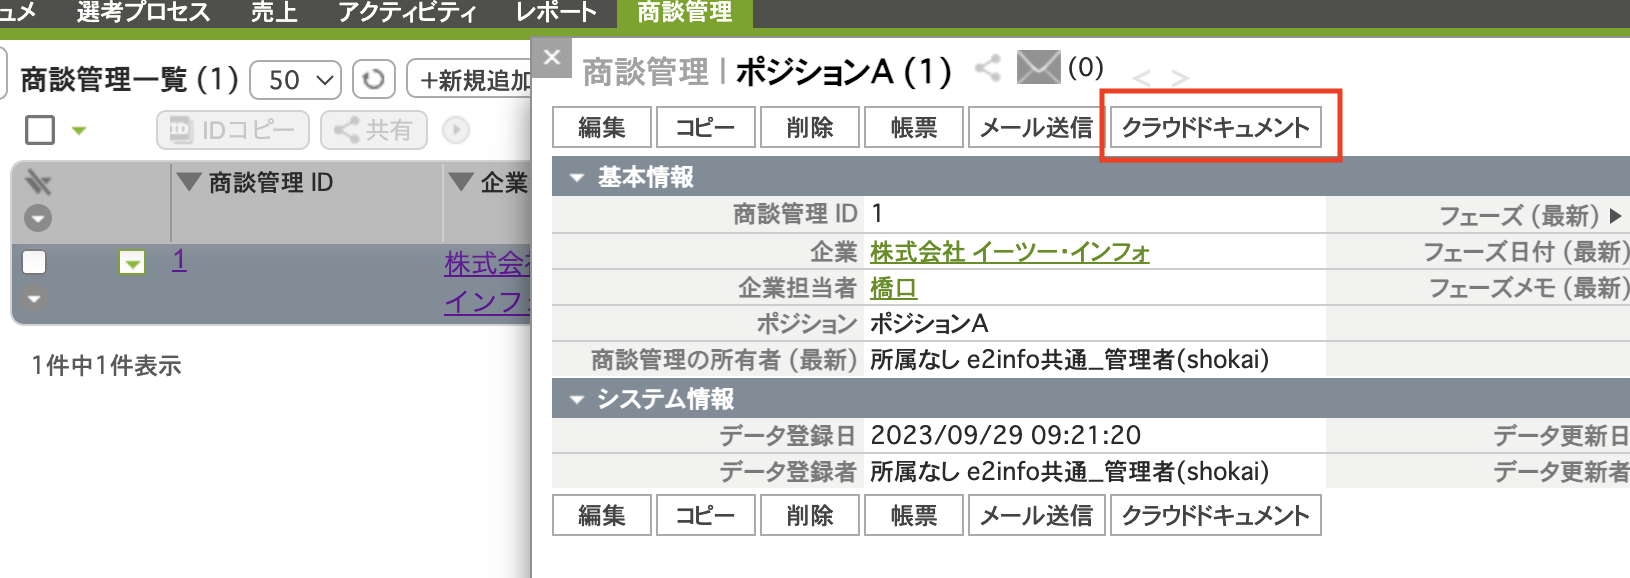 ュメ 選考プロセス 売上 アクティビティ レポート 商談管理
商談管理一覧 (1) 50 +新規追加
IDコピー 共有
商談管理 ID 企業
1 株式会
インフ
1件中1件表示
× 商談管理 | ポジションA (1) (0) < >
編集 コピー 削除 帳票 メール送信 クラウドドキュメント
基本情報
商談管理 ID 1 フェーズ (最新)
企業 株式会社 イーツー・インフォ フェーズ日付 (最新)
企業担当者 橋口 フェーズメモ (最新)
ポジション ポジションA
商談管理の所有者 (最新) 所属なし e2info共通_管理者(shokai)
システム情報
データ登録日 2023/09/29 09:21:20 データ更新日
データ登録者 所属なし e2info共通_管理者(shokai) データ更新者
編集 コピー 削除 帳票 メール送信 クラウドドキュメント